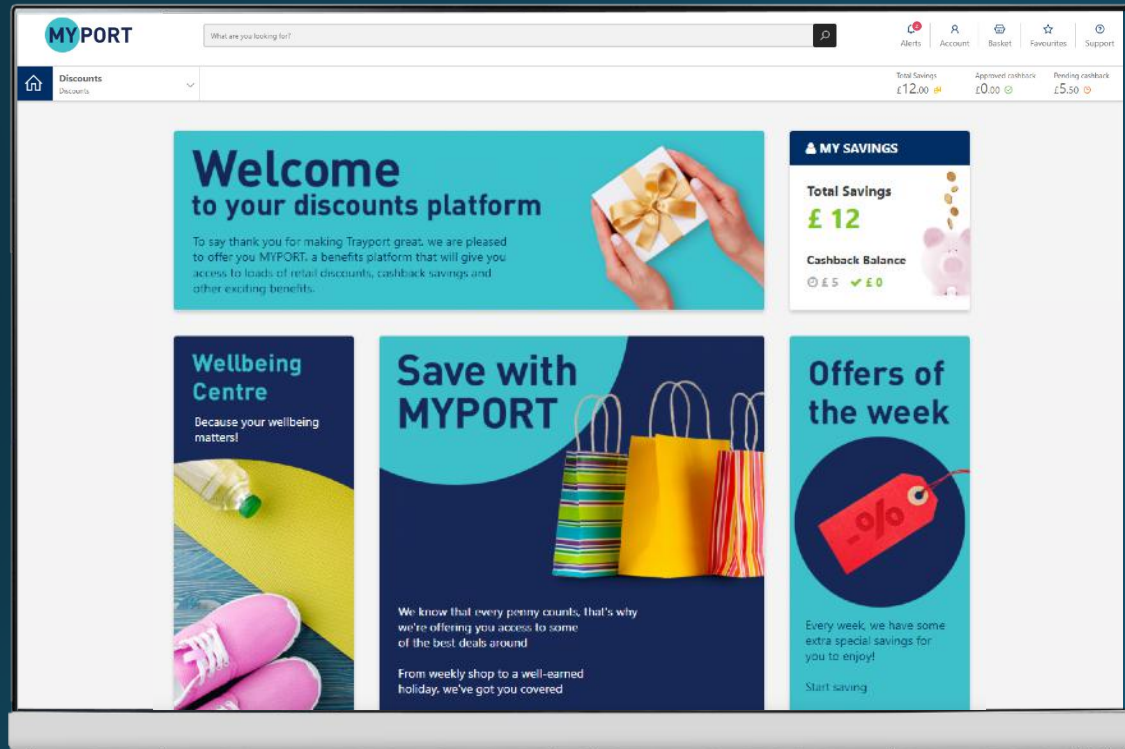 MYPORT
What are you looking for?
Alerts
Account
Basket
Favourites
Support
Discounts
Discounts
Total Savings
£12.00
Approved cashback
£0.00
Pending cashback
£5.50
Welcome
to your discounts platform
To say thank you for making Trayport great, we are pleased
to offer you MYPORT, a benefits platform that will give you
access to loads of retail discounts, cashback savings and
other exciting benefits.
MY SAVINGS
Total Savings
£ 12
Cashback Balance
£ 5 £ 0
Wellbeing
Centre
Because your wellbeing
matters!
Save with
MYPORT
We know that every penny counts, that's why
we're offering you access to some
of the best deals around
From weekly shop to a well-earned
holiday, we've got you covered
Offers of
the week
-%
Every week, we have some
extra special savings for
you to enjoy!
Start saving